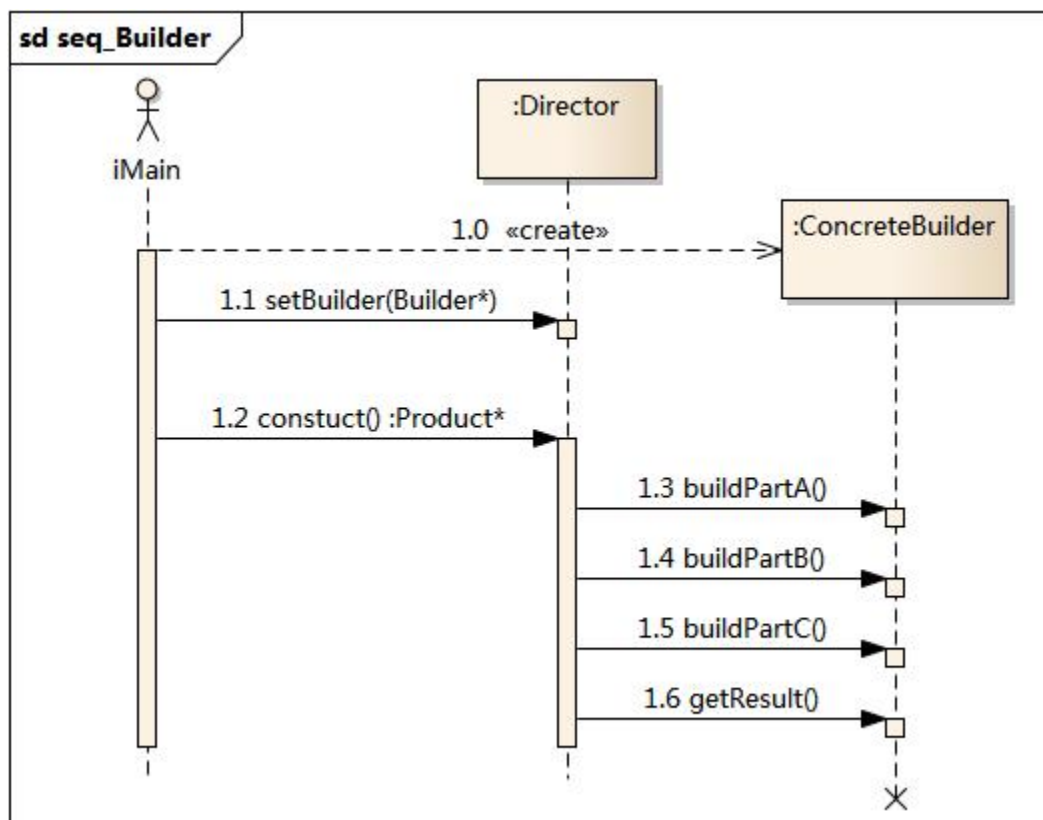 sd seq_Builder
iMain
:Director
:ConcreteBuilder
1.0 «create»
1.1 setBuilder(Builder*)
1.2 constuct() :Product*
1.3 buildPartA()
1.4 buildPartB()
1.5 buildPartC()
1.6 getResult()